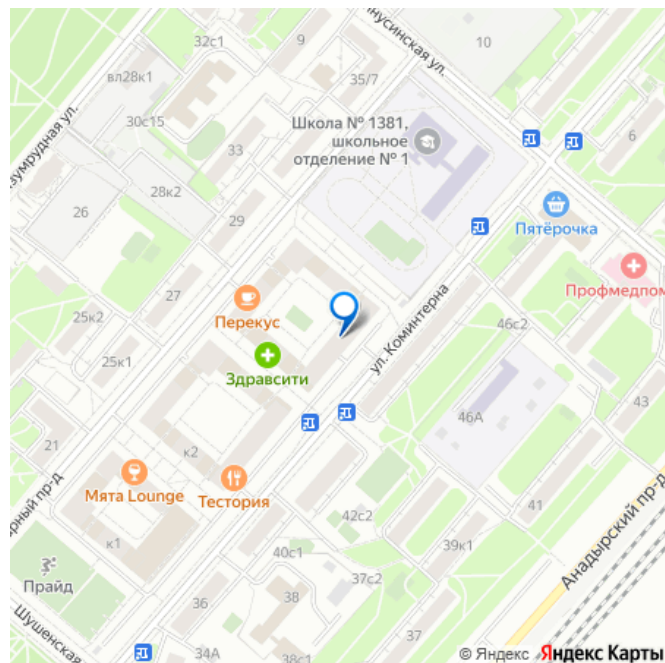 32с1
9
10
нусинская ул.
вл28к1
35/7
30с15
зумрудная ул.
Школа № 1381,
школьное
отделение № 1
33
6
28к2
26
29
Пятёрочка
27
Перекус
Профмедпом
25к2
ул. Коминтерна
46с2
25к1
Здравсити
43
46А
21
к2
Мята Lounge
Тестория
41
рный пр-д
42с2
Анадырский пр-д
к1
40с1
39к1
Прайд
37с2
36
38
Шушенская
37
34А
38с1
© Яндекс Яндекс Карты